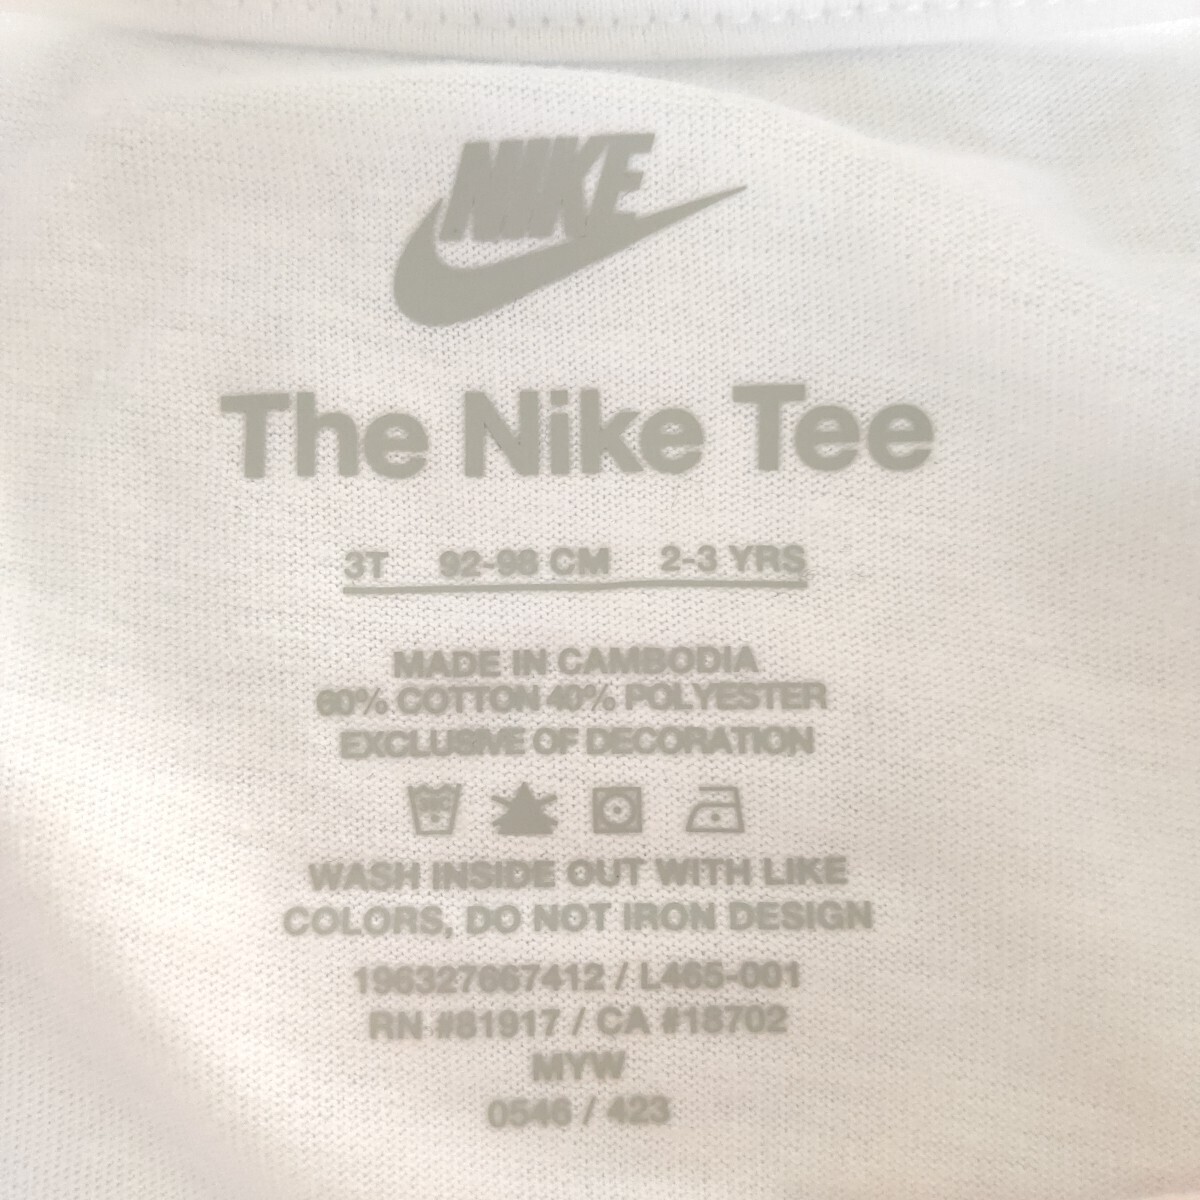 NIKE
The Nike Tee
3T 92-98 CM 2-3 YRS
MADE IN CAMBODIA
60% COTTON 40% POLYESTER
EXCLUSIVE OF DECORATION
WASH INSIDE OUT WITH LIKE
COLORS, DO NOT IRON DESIGN
196327667412 / L465-001
RN #81917 / CA #18702
MYW
0546 / 423